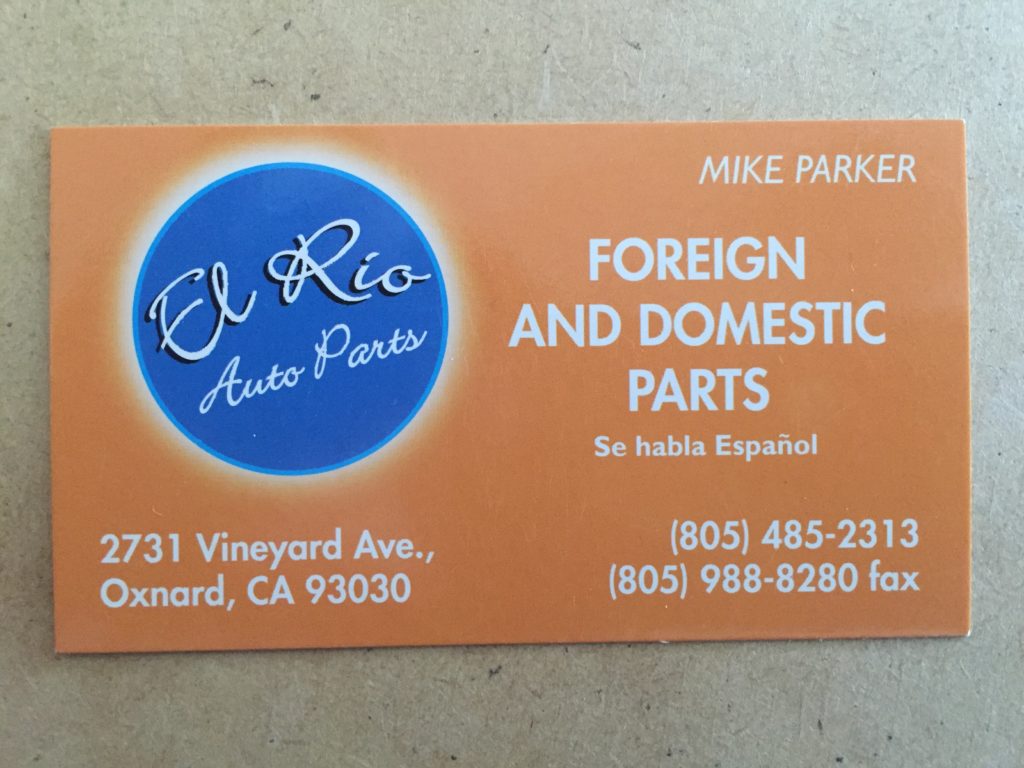 El Rio
Auto Parts
MIKE PARKER
FOREIGN
AND DOMESTIC
PARTS
Se habla Español
2731 Vineyard Ave.,
Oxnard, CA 93030
(805) 485-2313
(805) 988-8280 fax